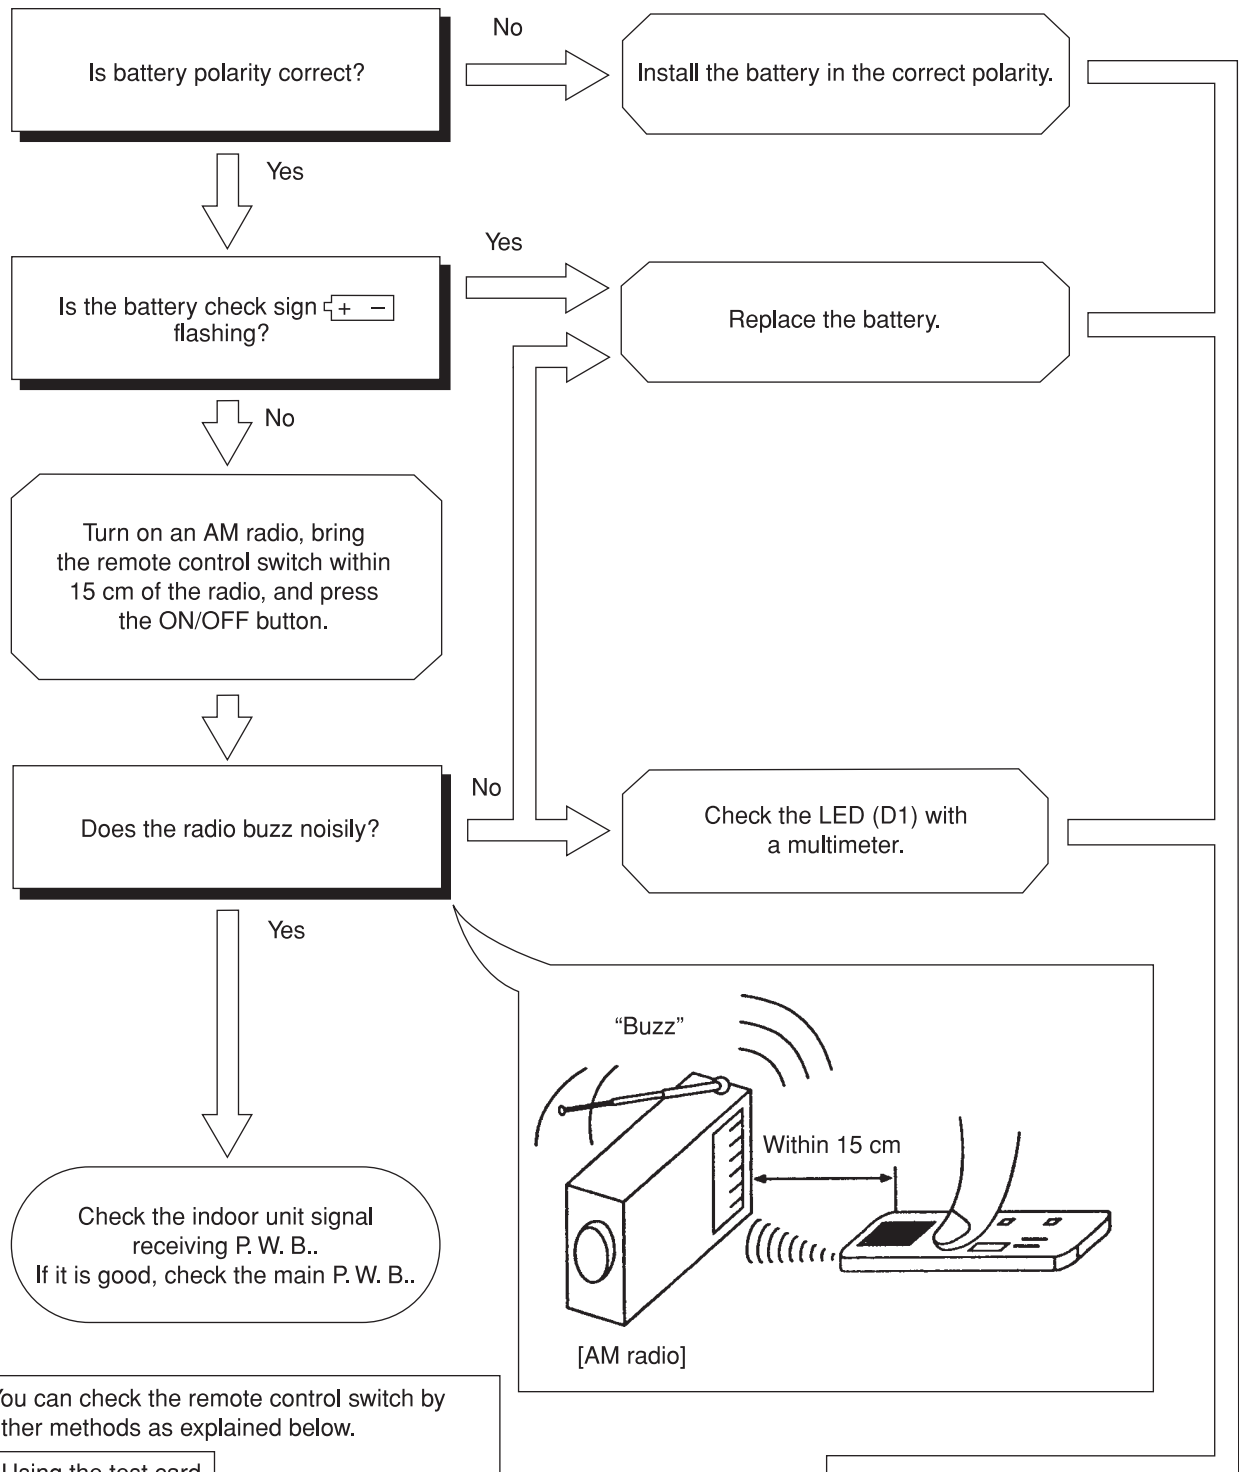 No
Is battery polarity correct?
Install the battery in the correct polarity.
Yes
Yes
Is the battery check sign + −
flashing?
Replace the battery.
No
Turn on an AM radio, bring
the remote control switch within
15 cm of the radio, and press
the ON/OFF button.
No
Does the radio buzz noisily?
Check the LED (D1) with
a multimeter.
Yes
“Buzz”
Within 15 cm
[AM radio]
Check the indoor unit signal
receiving P. W. B..
If it is good, check the main P. W. B..
You can check the remote control switch by
other methods as explained below.
Using the test card